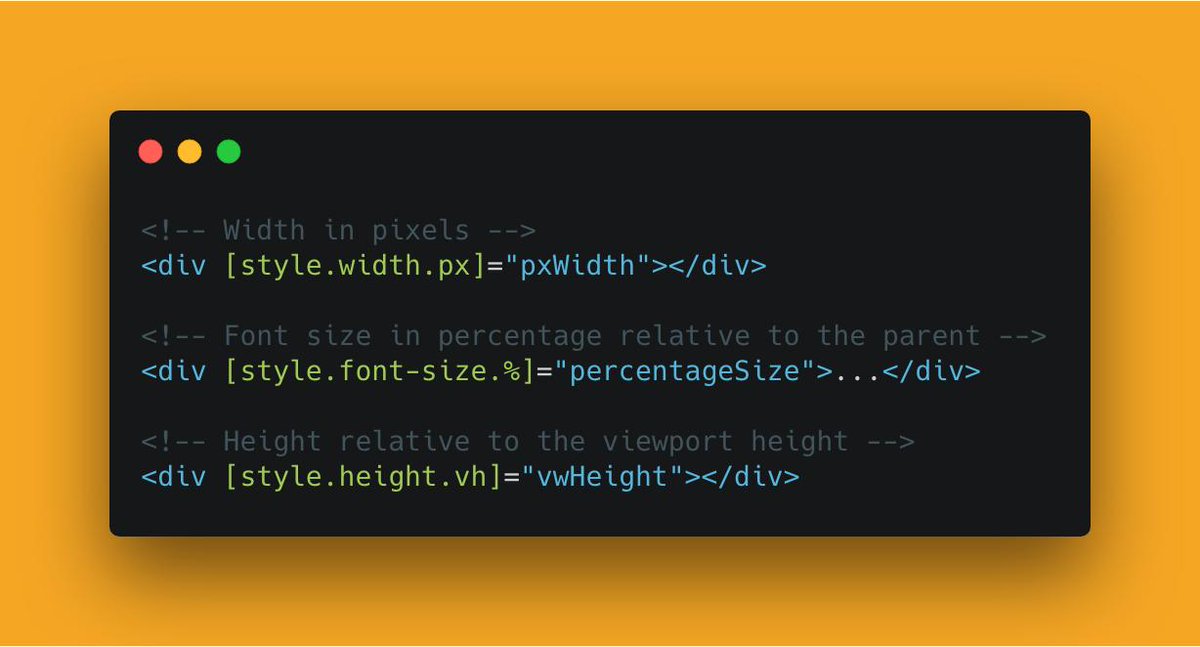 <!-- Width in pixels -->
<div [style.width.px]="pxWidth"></div>
<!-- Font size in percentage relative to the parent -->
<div [style.font-size.%]="percentageSize">...</div>
<!-- Height relative to the viewport height -->
<div [style.height.vh]="vwHeight"></div>